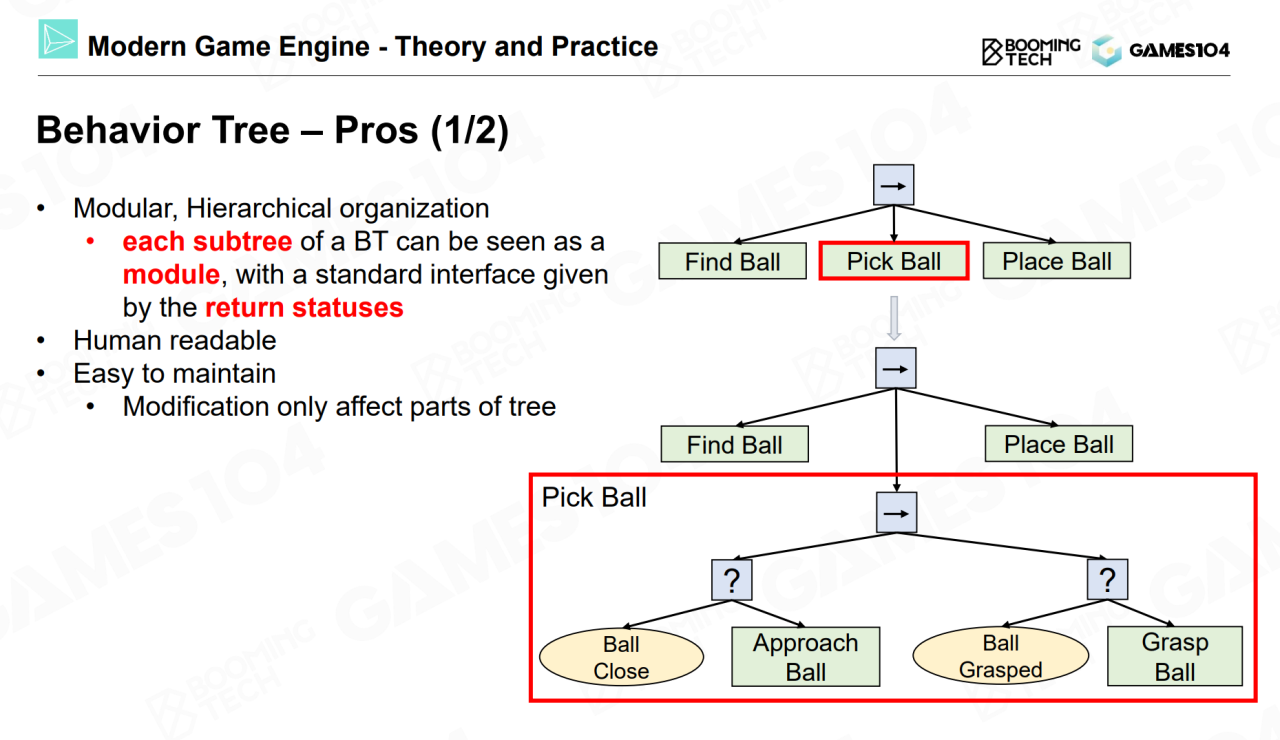 Modern Game Engine - Theory and Practice
BOOMING
TECH
GAMES104
Behavior Tree – Pros (1/2)
• Modular, Hierarchical organization
• each subtree of a BT can be seen as a
module, with a standard interface given
by the return statuses
• Human readable
• Easy to maintain
• Modification only affect parts of tree
→
Find Ball
Pick Ball
Place Ball
→
Find Ball
Place Ball
Pick Ball
→
?
?
Ball
Close
Approach
Ball
Ball
Grasped
Grasp
Ball